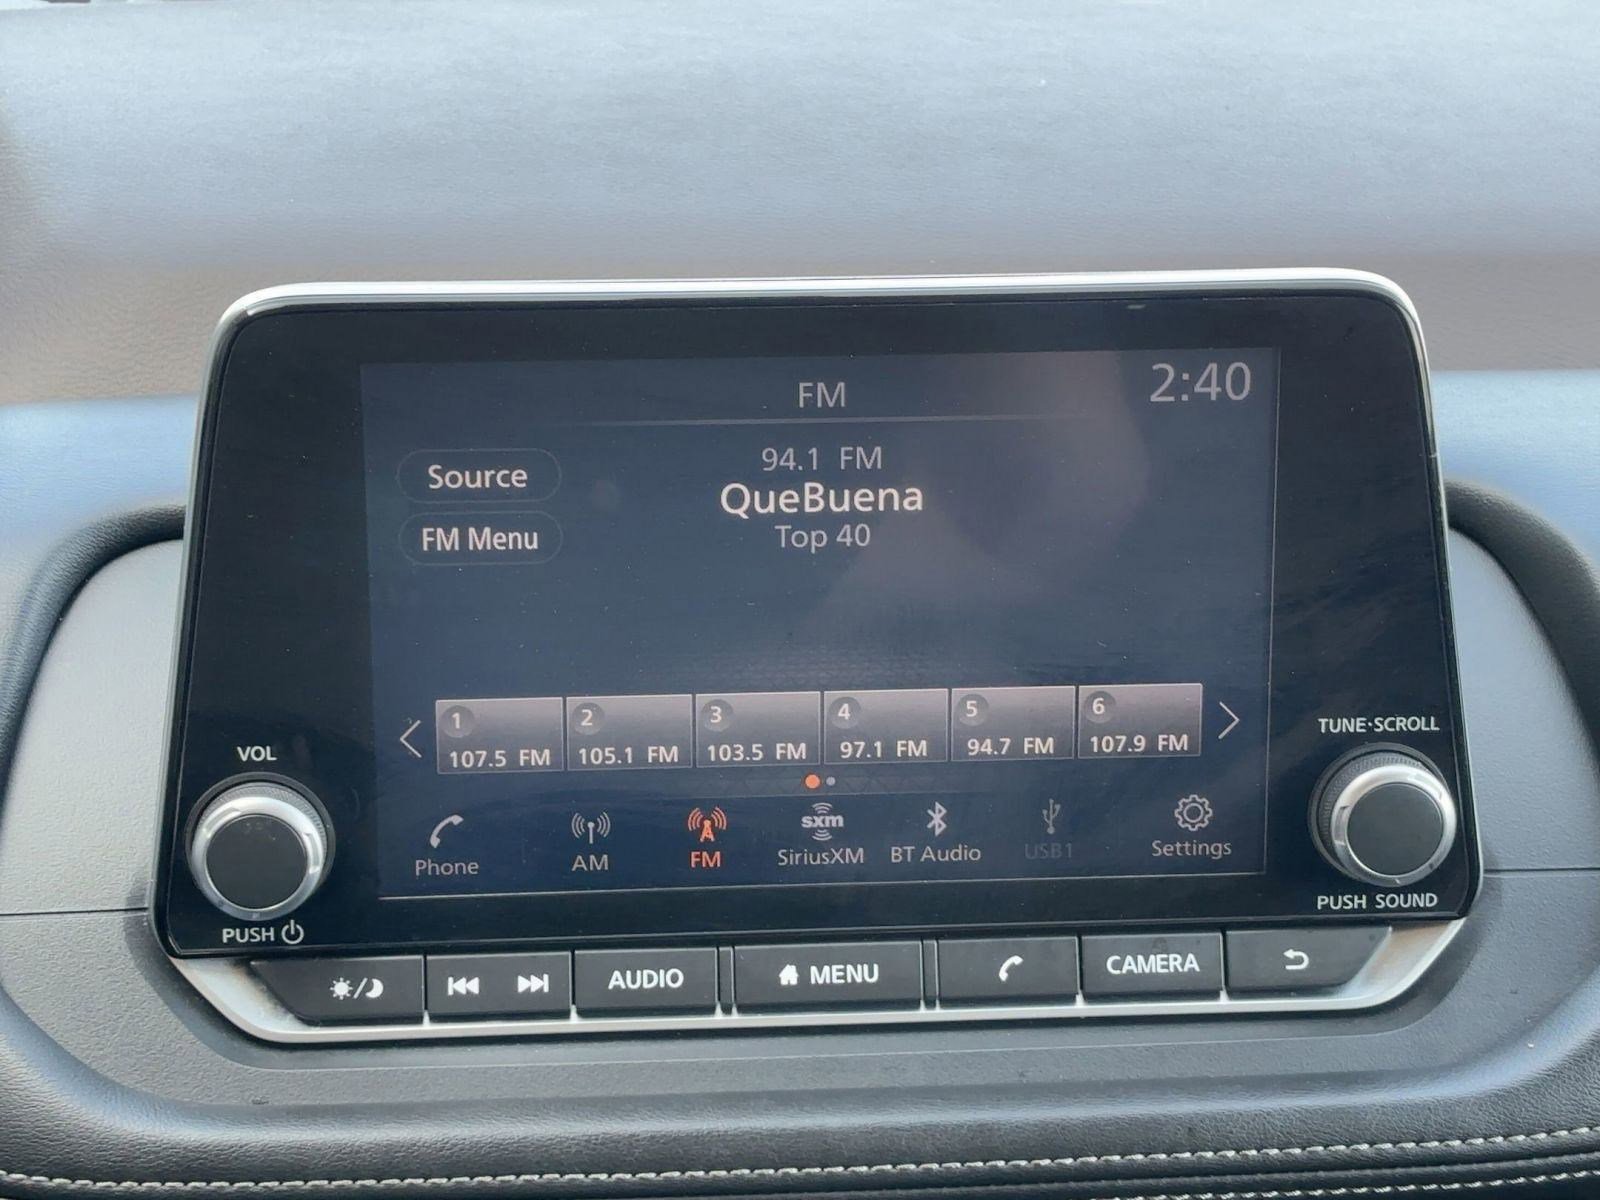 FM
2:40
Source
94.1 FM
QueBuena
FM Menu
Top 40
1 2 3 4 5 6
107.5 FM 105.1 FM 103.5 FM 97.1 FM 94.7 FM 107.9 FM
VOL
TUNE·SCROLL
sxm
Phone AM FM SiriusXM BT Audio USB1 Settings
PUSH
PUSH SOUND
AUDIO MENU CAMERA